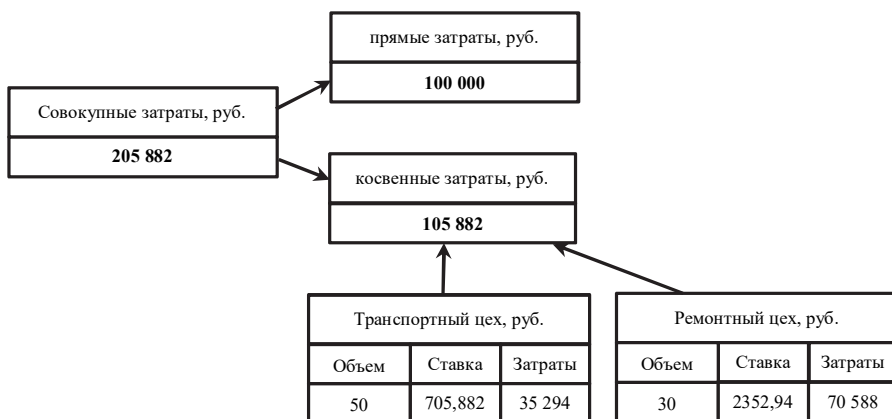 прямые затраты, руб.
100 000
Совокупные затраты, руб.
205 882
косвенные затраты, руб.
105 882
Транспортный цех, руб.
Объем Ставка Затраты
50 705,882 35 294
Ремонтный цех, руб.
Объем Ставка Затраты
30 2352,94 70 588